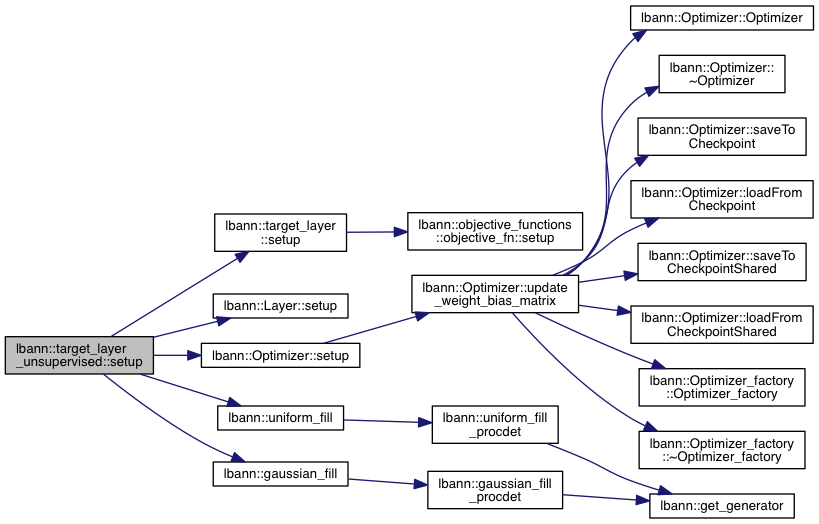 lbann::target_layer
_unsupervised::setup
lbann::target_layer
::setup
lbann::Layer::setup
lbann::Optimizer::setup
lbann::uniform_fill
lbann::gaussian_fill
lbann::objective_functions
::objective_fn::setup
lbann::Optimizer::update
_weight_bias_matrix
lbann::uniform_fill
_procdet
lbann::gaussian_fill
_procdet
lbann::Optimizer::Optimizer
lbann::Optimizer::
~Optimizer
lbann::Optimizer::saveTo
Checkpoint
lbann::Optimizer::loadFrom
Checkpoint
lbann::Optimizer::saveTo
CheckpointShared
lbann::Optimizer::loadFrom
CheckpointShared
lbann::Optimizer_factory
::Optimizer_factory
lbann::Optimizer_factory
::~Optimizer_factory
lbann::get_generator